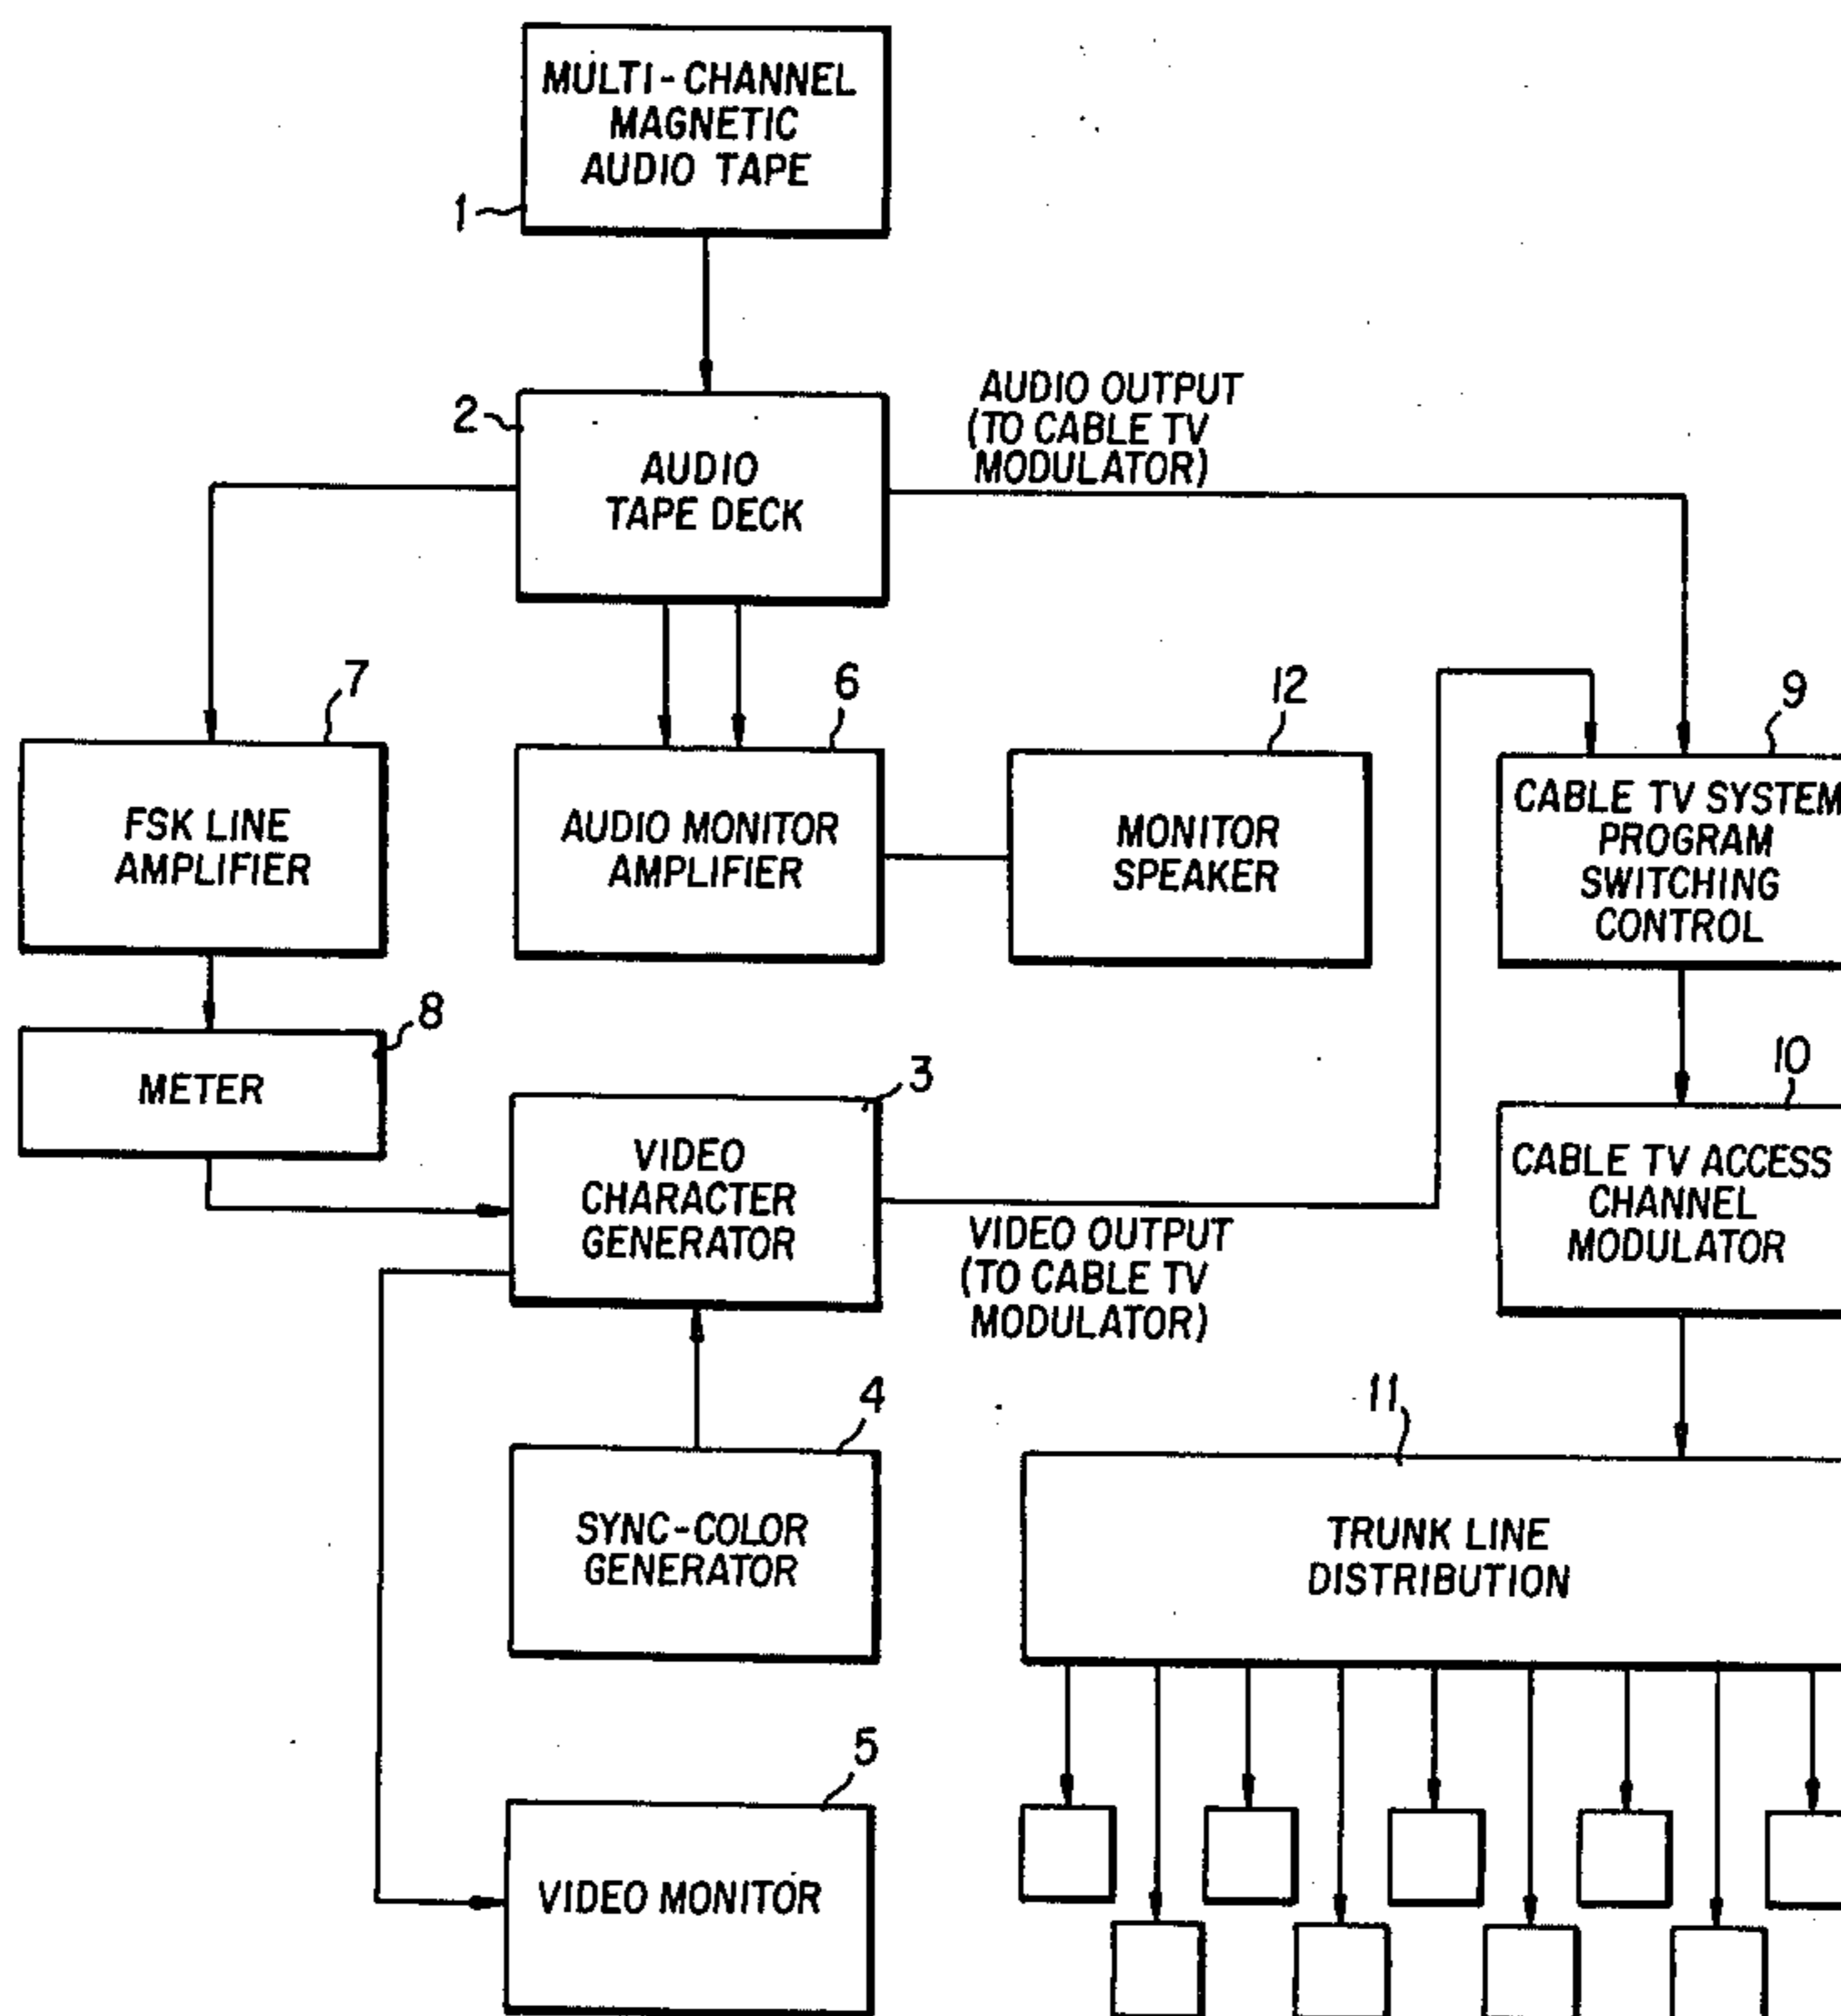 MULTI-CHANNEL
MAGNETIC
AUDIO TAPE
1
2
AUDIO
TAPE DECK
AUDIO OUTPUT
(TO CABLE TV
MODULATOR)
7
FSK LINE
AMPLIFIER
6
AUDIO MONITOR
AMPLIFIER
12
MONITOR
SPEAKER
9
CABLE TV SYSTEM
PROGRAM
SWITCHING
CONTROL
8
METER
3
VIDEO
CHARACTER
GENERATOR
VIDEO OUTPUT
(TO CABLE TV
MODULATOR)
10
CABLE TV ACCESS
CHANNEL
MODULATOR
4
SYNC-COLOR
GENERATOR
11
TRUNK LINE
DISTRIBUTION
5
VIDEO MONITOR